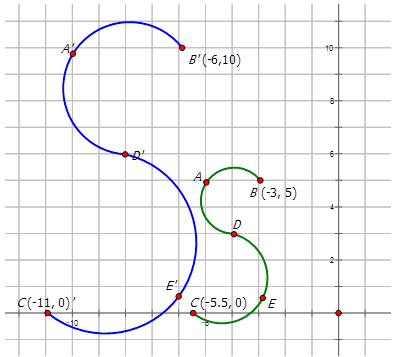 A'
B' (-6,10)
10
8
D'
6
A
B (-3, 5)
4
D
2
E'
C (-11, 0)'
C(-5.5, 0)
E
-10
-5